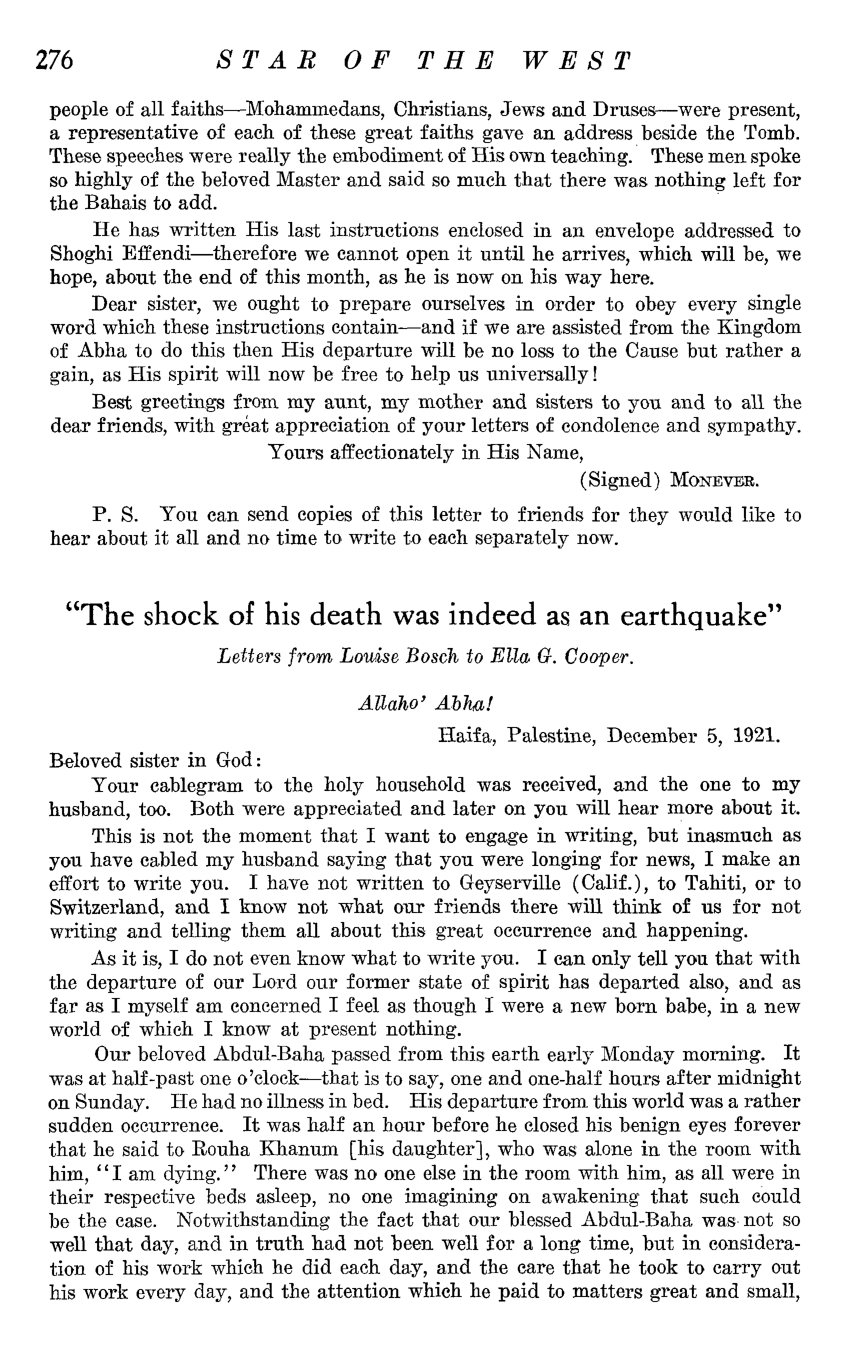 276 STAR OF THE WEST
people of all faiths—Mohammedans, Christians, Jews and Druses—were present,
a representative of each of these great faiths gave an address beside the Tomb.
These speeches were really the embodiment of His own teaching. These men spoke
so highly of the beloved Master and said so much that there was nothing left for
the Bahais to add.
He has written His last instructions enclosed in an envelope addressed to
Shoghi Effendi—therefore we cannot open it until he arrives, which will be, we
hope, about the end of this month, as he is now on his way here.
Dear sister, we ought to prepare ourselves in order to obey every single
word which these instructions contain—and if we are assisted from the Kingdom
of Abha to do this then His departure will be no loss to the Cause but rather a
gain, as His spirit will now be free to help us universally!
Best greetings from my aunt, my mother and sisters to you and to all the
dear friends, with great appreciation of your letters of condolence and sympathy.
Yours affectionately in His Name,
(Signed) MONEVER.
P. S. You can send copies of this letter to friends for they would like to
hear about it all and no time to write to each separately now.
"The shock of his death was indeed as an earthquake"
Letters from Louise Bosch to Ella G. Cooper.
Allaho' Abha!
Haifa, Palestine, December 5, 1921.
Beloved sister in God:
Your cablegram to the holy household was received, and the one to my
husband, too. Both were appreciated and later on you will hear more about it.
This is not the moment that I want to engage in writing, but inasmuch as
you have cabled my husband saying that you were longing for news, I make an
effort to write you. I have not written to Geyserville (Calif.), to Tahiti, or to
Switzerland, and I know not what our friends there will think of us for not
writing and telling them all about this great occurrence and happening.
As it is, I do not even know what to write you. I can only tell you that with
the departure of our Lord our former state of spirit has departed also, and as
far as I myself am concerned I feel as though I were a new born babe, in a new
world of which I know at present nothing.
Our beloved Abdul-Baha passed from this earth early Monday morning. It
was at half-past one o'clock—that is to say, one and one-half hours after midnight
on Sunday. He had no illness in bed. His departure from this world was a rather
sudden occurrence. It was half an hour before he closed his benign eyes forever
that he said to Rouha Khanum [his daughter], who was alone in the room with
him, "I am dying." There was no one else in the room with him, as all were in
their respective beds asleep, no one imagining on awakening that such could
be the case. Notwithstanding the fact that our blessed Abdul-Baha was not so
well that day, and in truth had not been well for a long time, but in considera-
tion of his work which he did each day, and the care that he took to carry out
his work every day, and the attention which he paid to matters great and small,